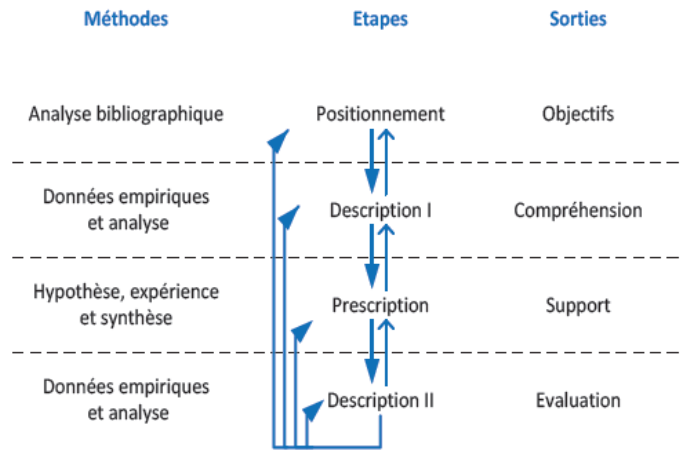 Méthodes
Etapes
Sorties
Analyse bibliographique
Positionnement
Objectifs
Données empiriques
et analyse
Description I
Compréhension
Hypothèse, expérience
et synthèse
Prescription
Support
Données empiriques
et analyse
Description II
Evaluation